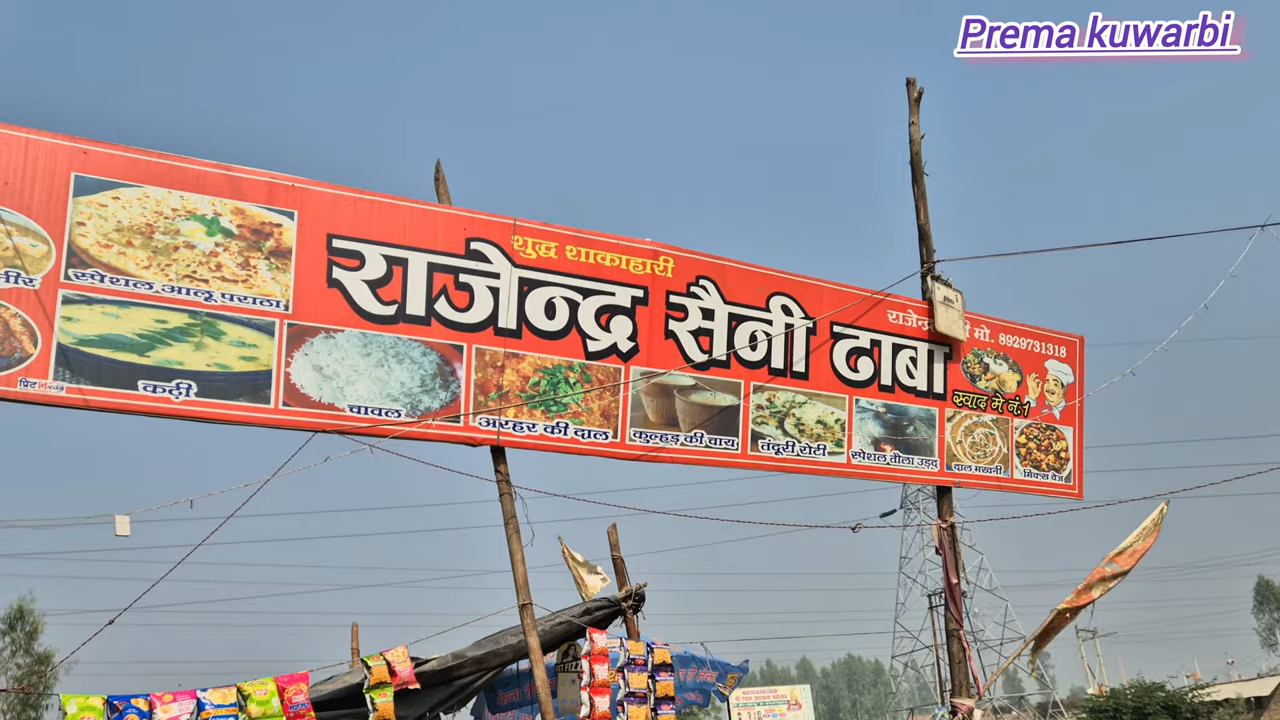 Prema kuwarbi
शुद्ध शाकाहारी
राजेन्द्र सैनी ढाबा
मो. 8929731318
स्वाद मे नं.1
स्पेशल आलू पराठा
कढ़ी
चावल
अरहर की दाल
कुल्हड़ की चाय
तंदूरी रोटी
स्पेशल तौला उड़द
दाल मखनी
मिक्स वेज